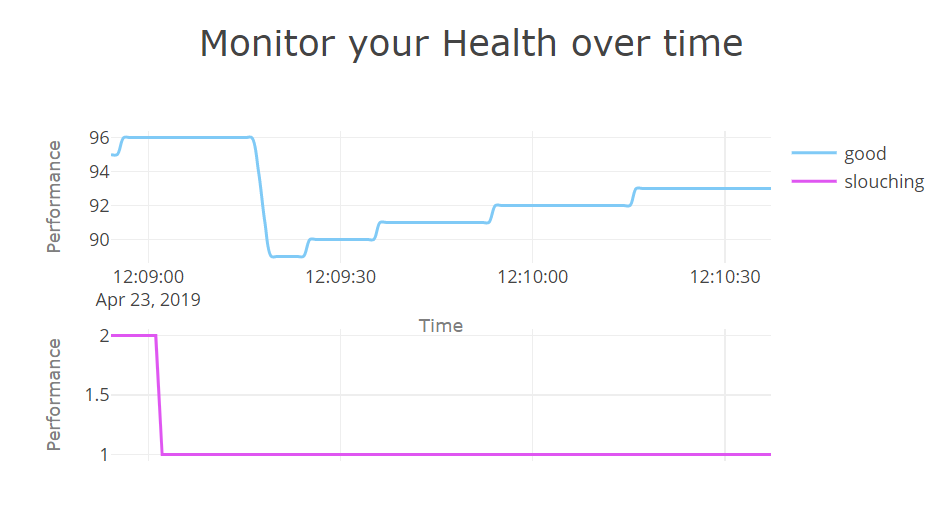 Monitor your Health over time
Performance
96
94
92
90
12:09:00
12:09:30
12:10:00
12:10:30
Apr 23, 2019
good
slouching
Time
Performance
2
1.5
1